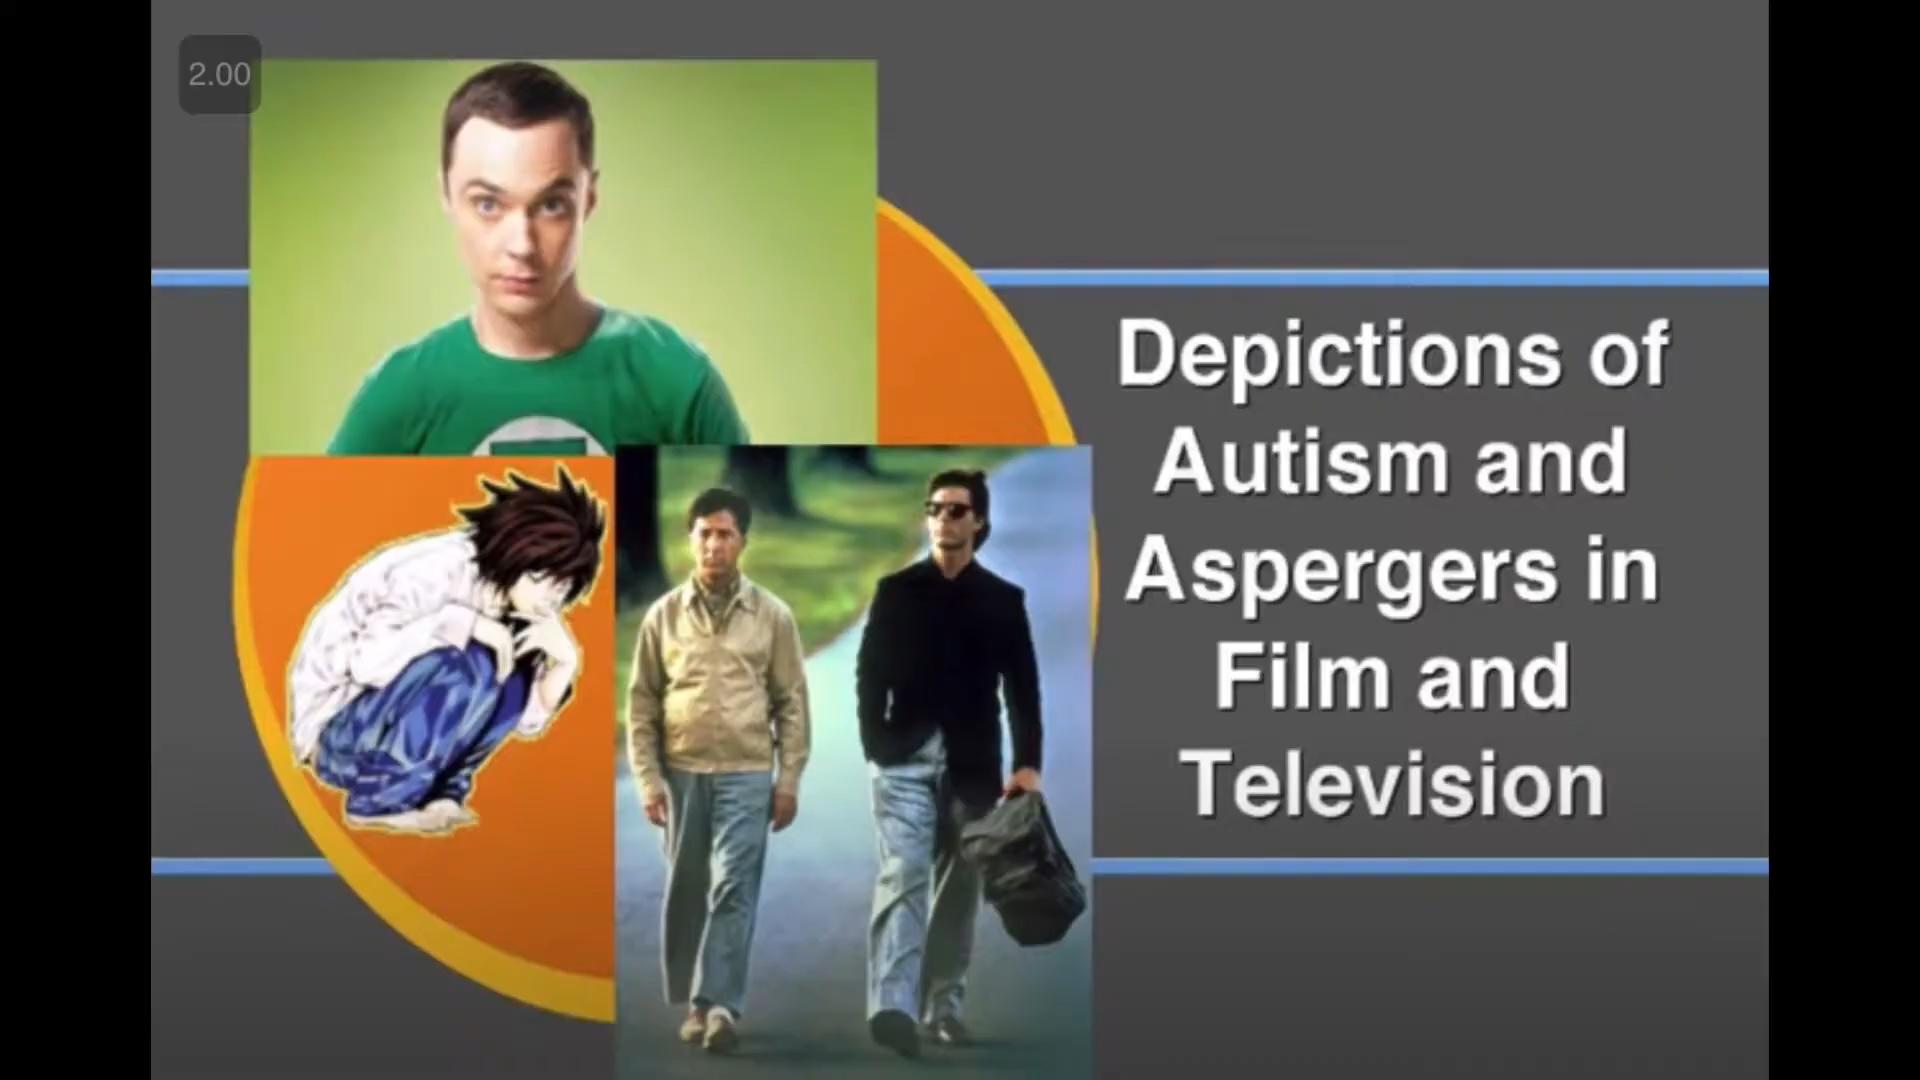 2.00
Depictions of
Autism and
Aspergers in
Film and
Television